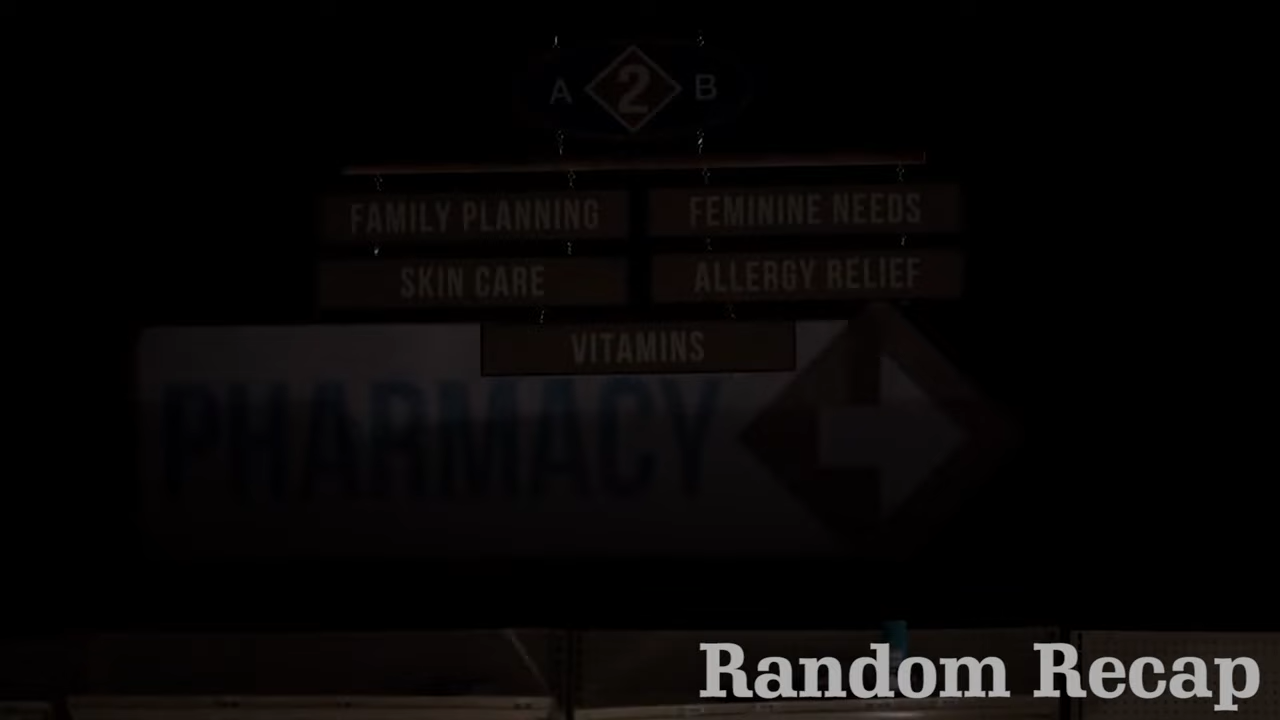 A 2 B
FAMILY PLANNING FEMININE NEEDS
SKIN CARE ALLERGY RELIEF
VITAMINS
PHARMACY
Random Recap